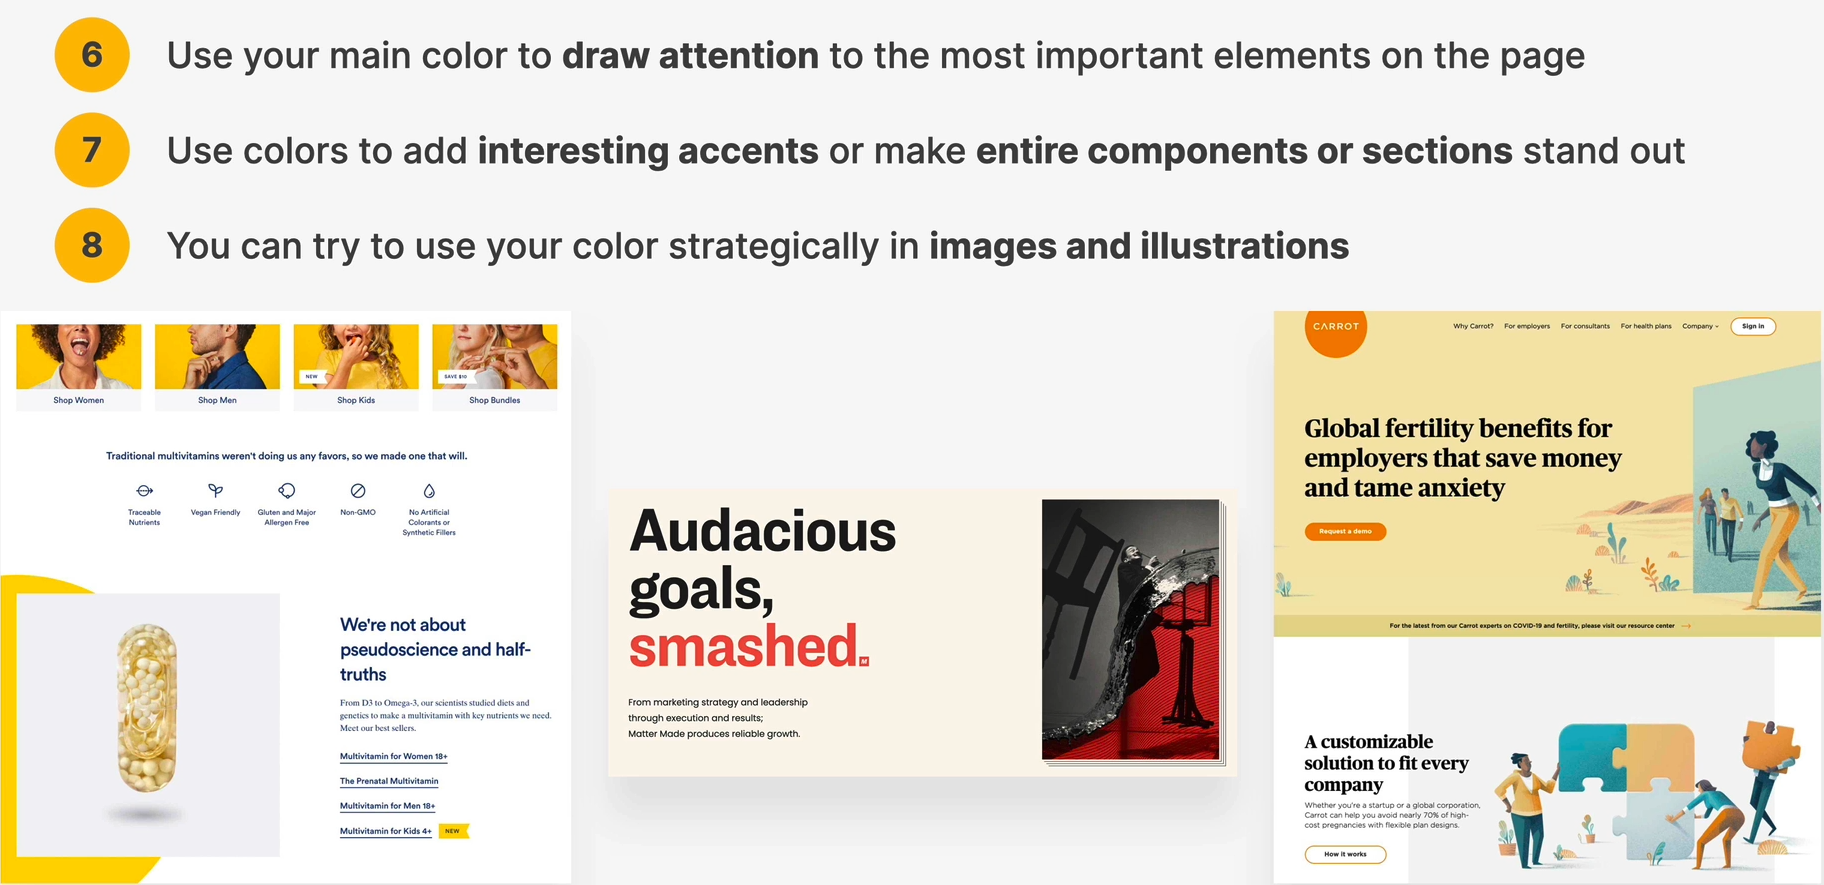 6 Use your main color to draw attention to the most important elements on the page
7 Use colors to add interesting accents or make entire components or sections stand out
8 You can try to use your color strategically in images and illustrations
NEW
SAVE $10
Shop Women
Shop Men
Shop Kids
Shop Bundles
Traditional multivitamins weren't doing us any favors, so we made one that will.
Traceable
Nutrients
Vegan Friendly
Gluten and Major
Allergen Free
Non-GMO
No Artificial
Colorants or
Synthetic Fillers
We're not about
pseudoscience and half-
truths
From D3 to Omega-3, our scientists studied diets and
genetics to make a multivitamin with key nutrients we need.
Meet our best sellers.
Multivitamin for Women 18+
The Prenatal Multivitamin
Multivitamin for Men 18+
Multivitamin for Kids 4+ NEW
Audacious
goals,
smashed.
From marketing strategy and leadership
through execution and results;
Matter Made produces reliable growth.
CARROT
Why Carrot? For employers For consultants For health plans Company Sign in
Global fertility benefits for
employers that save money
and tame anxiety
Request a demo
For the latest from our Carrot experts on COVID-19 and fertility, please visit our resource center →
A customizable
solution to fit every
company
Whether you're a startup or a global corporation,
Carrot can help you avoid nearly 70% of high-
cost pregnancies with flexible plan designs.
How it works